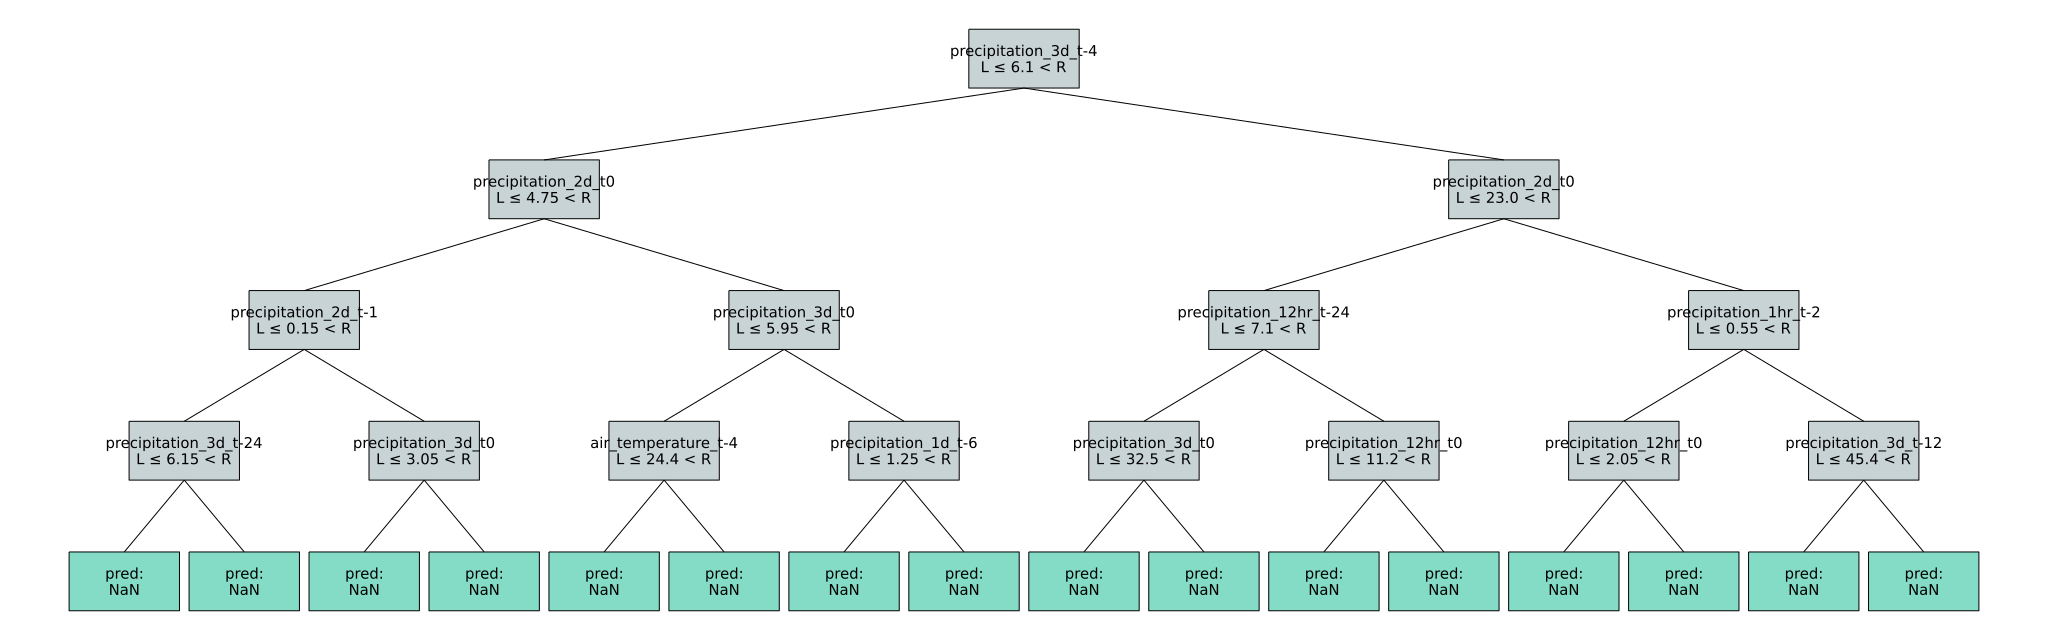 precipitation_3d_t-4
L ≤ 6.1 < R
precipitation_2d_t0
L ≤ 4.75 < R
precipitation_2d_t0
L ≤ 23.0 < R
precipitation_2d_t-1
L ≤ 0.15 < R
precipitation_3d_t0
L ≤ 5.95 < R
precipitation_12hr_t-24
L ≤ 7.1 < R
precipitation_1hr_t-2
L ≤ 0.55 < R
precipitation_3d_t-24
L ≤ 6.15 < R
precipitation_3d_t0
L ≤ 3.05 < R
air_temperature_t-4
L ≤ 24.4 < R
precipitation_1d_t-6
L ≤ 1.25 < R
precipitation_3d_t0
L ≤ 32.5 < R
precipitation_12hr_t0
L ≤ 11.2 < R
precipitation_12hr_t0
L ≤ 2.05 < R
precipitation_3d_t-12
L ≤ 45.4 < R
pred:
NaN
pred:
NaN
pred:
NaN
pred:
NaN
pred:
NaN
pred:
NaN
pred:
NaN
pred:
NaN
pred:
NaN
pred:
NaN
pred:
NaN
pred:
NaN
pred:
NaN
pred:
NaN
pred:
NaN
pred:
NaN